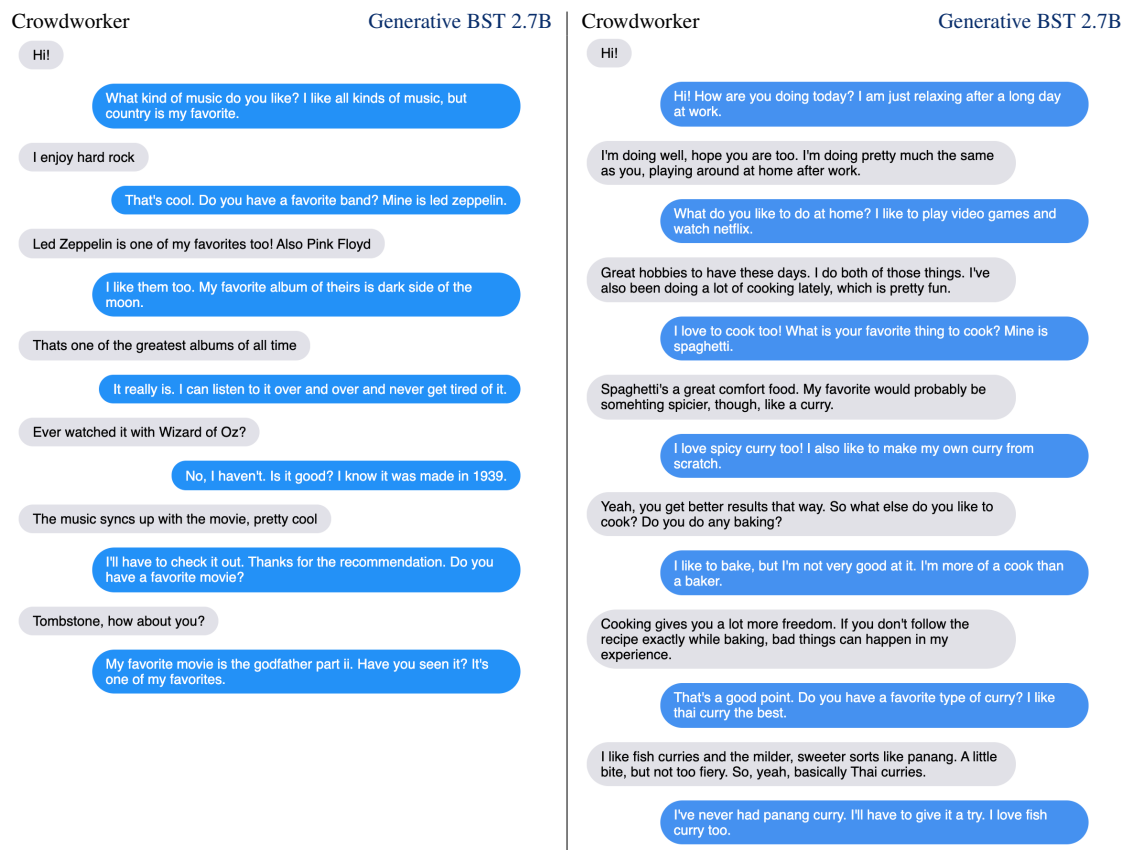 Crowdworker
Generative BST 2.7B
Hi!
What kind of music do you like? I like all kinds of music, but
country is my favorite.
I enjoy hard rock
That's cool. Do you have a favorite band? Mine is led zeppelin.
Led Zeppelin is one of my favorites too! Also Pink Floyd
I like them too. My favorite album of theirs is dark side of the
moon.
Thats one of the greatest albums of all time
It really is. I can listen to it over and over and never get tired of it.
Ever watched it with Wizard of Oz?
No, I haven't. Is it good? I know it was made in 1939.
The music syncs up with the movie, pretty cool
I'll have to check it out. Thanks for the recommendation. Do you
have a favorite movie?
Tombstone, how about you?
My favorite movie is the godfather part ii. Have you seen it? It's
one of my favorites.
Crowdworker
Generative BST 2.7B
Hi!
Hi! How are you doing today? I am just relaxing after a long day
at work.
I'm doing well, hope you are too. I'm doing pretty much the same
as you, playing around at home after work.
What do you like to do at home? I like to play video games and
watch netflix.
Great hobbies to have these days. I do both of those things. I've
also been doing a lot of cooking lately, which is pretty fun.
I love to cook too! What is your favorite thing to cook? Mine is
spaghetti.
Spaghetti's a great comfort food. My favorite would probably be
somehting spicier, though, like a curry.
I love spicy curry too! I also like to make my own curry from
scratch.
Yeah, you get better results that way. So what else do you like to
cook? Do you do any baking?
I like to bake, but I'm not very good at it. I'm more of a cook than
a baker.
Cooking gives you a lot more freedom. If you don't follow the
recipe exactly while baking, bad things can happen in my
experience.
That's a good point. Do you have a favorite type of curry? I like
thai curry the best.
I like fish curries and the milder, sweeter sorts like panang. A little
bite, but not too fiery. So, yeah, basically Thai curries.
I've never had panang curry. I'll have to give it a try. I love fish
curry too.